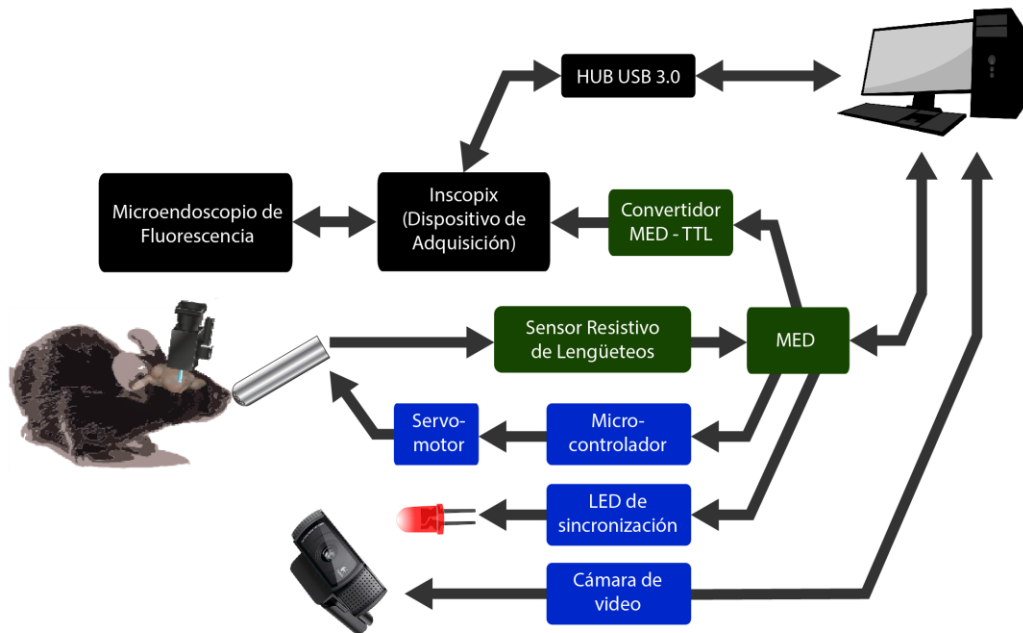 HUB USB 3.0
Microendoscopio de
Fluorescencia
Inscopix
(Dispositivo de
Adquisición)
Convertidor
MED - TTL
Sensor Resistivo
de Lengüeteos
MED
Servo-
motor
Micro-
controlador
LED de
sincronización
Cámara de
video